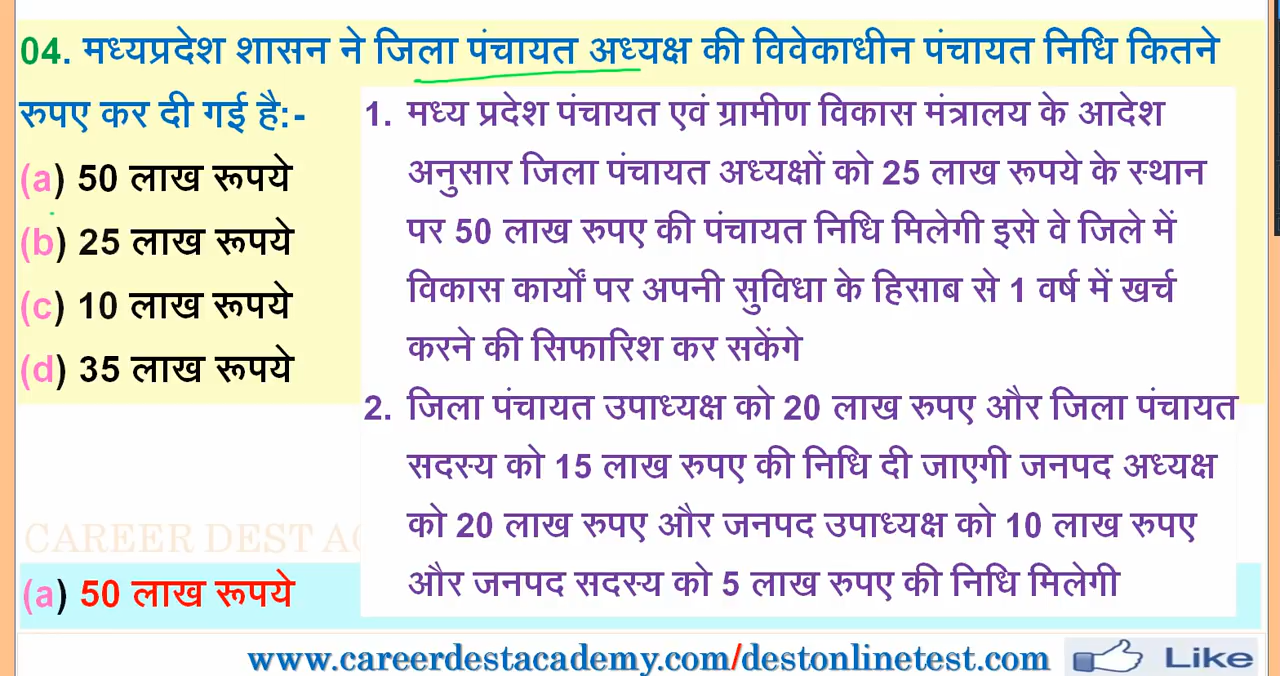 04. मध्यप्रदेश शासन ने जिला पंचायत अध्यक्ष की विवेकाधीन पंचायत निधि कितने
रुपए कर दी गई है:-
(a) 50 लाख रूपये
(b) 25 लाख रूपये
(c) 10 लाख रूपये
(d) 35 लाख रूपये
1. मध्य प्रदेश पंचायत एवं ग्रामीण विकास मंत्रालय के आदेश
अनुसार जिला पंचायत अध्यक्षों को 25 लाख रूपये के स्थान
पर 50 लाख रुपए की पंचायत निधि मिलेगी इसे वे जिले में
विकास कार्यों पर अपनी सुविधा के हिसाब से 1 वर्ष में खर्च
करने की सिफारिश कर सकेंगे
2. जिला पंचायत उपाध्यक्ष को 20 लाख रुपए और जिला पंचायत
सदस्य को 15 लाख रुपए की निधि दी जाएगी जनपद अध्यक्ष
को 20 लाख रुपए और जनपद उपाध्यक्ष को 10 लाख रुपए
और जनपद सदस्य को 5 लाख रुपए की निधि मिलेगी
CAREER DEST AC
(a) 50 लाख रूपये
www.careerdestacademy.com/destonlinetest.com
Like